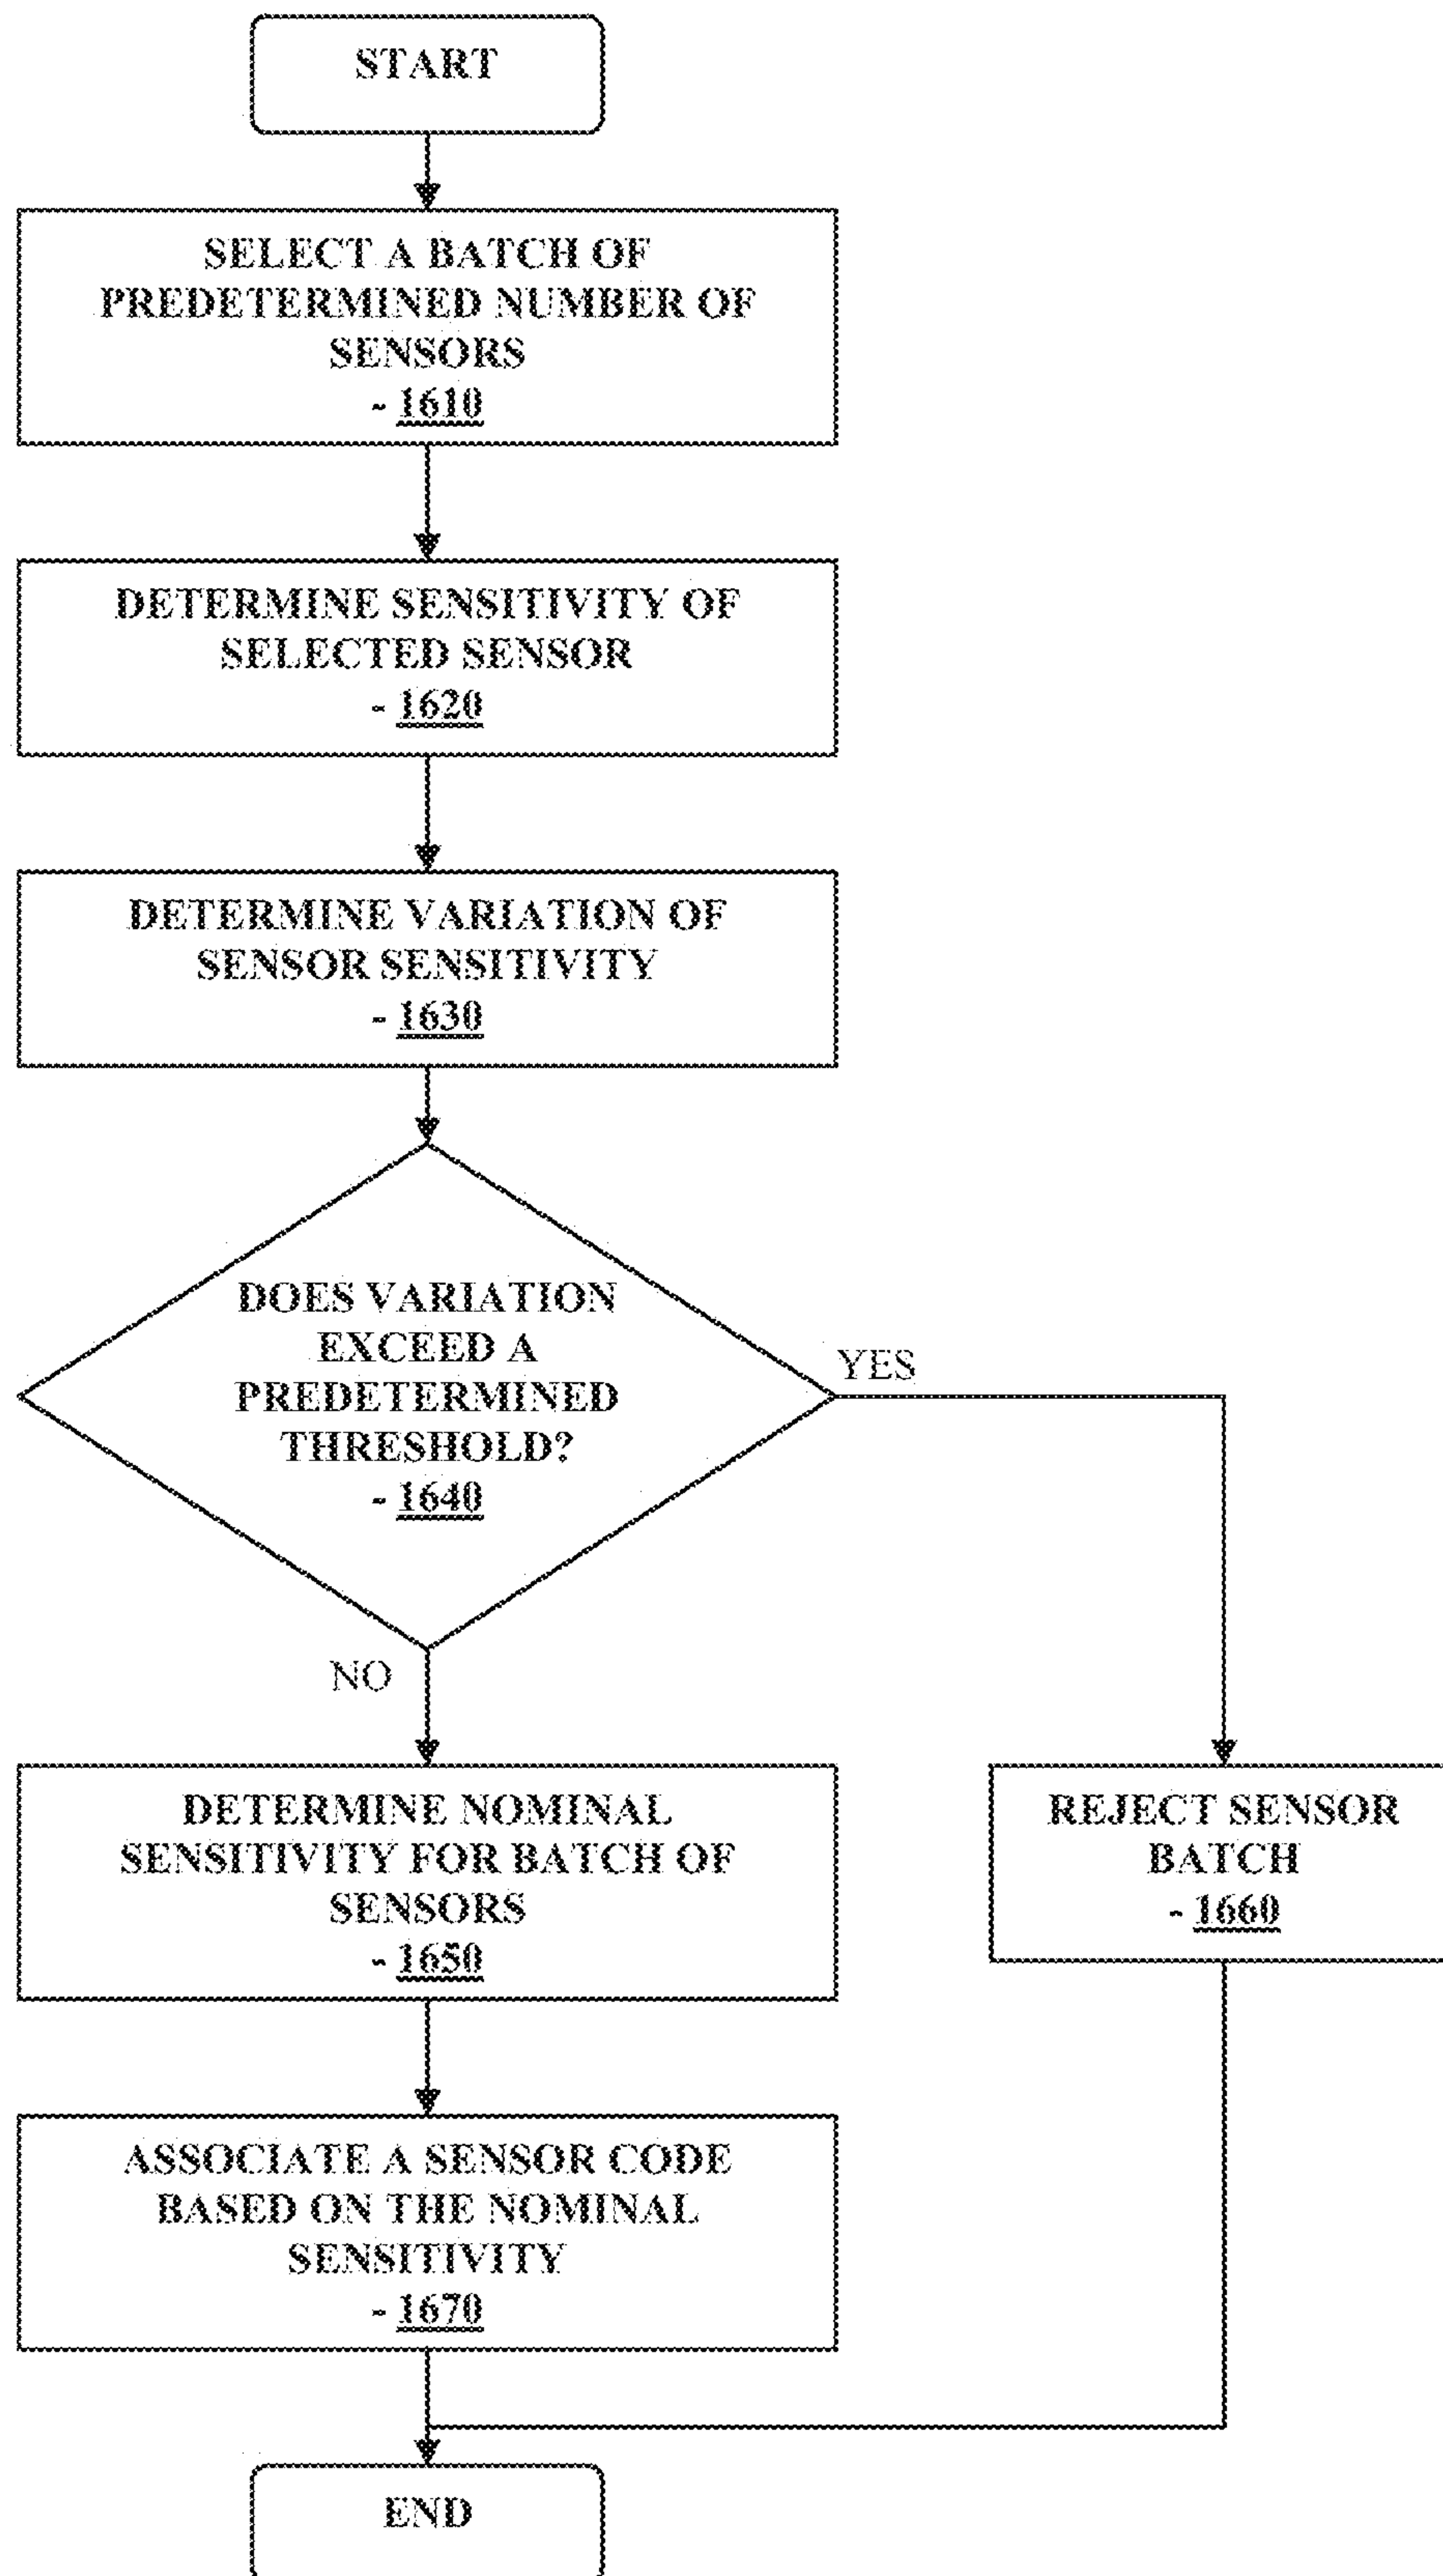 START
SELECT A BATCH OF
PREDETERMINED NUMBER OF
SENSORS
- 1610
DETERMINE SENSITIVITY OF
SELECTED SENSOR
- 1620
DETERMINE VARIATION OF
SENSOR SENSITIVITY
- 1630
DOES VARIATION
EXCEED A
PREDETERMINED
THRESHOLD?
- 1640
YES
NO
DETERMINE NOMINAL
SENSITIVITY FOR BATCH OF
SENSORS
- 1650
REJECT SENSOR
BATCH
- 1660
ASSOCIATE A SENSOR CODE
BASED ON THE NOMINAL
SENSITIVITY
- 1670
END